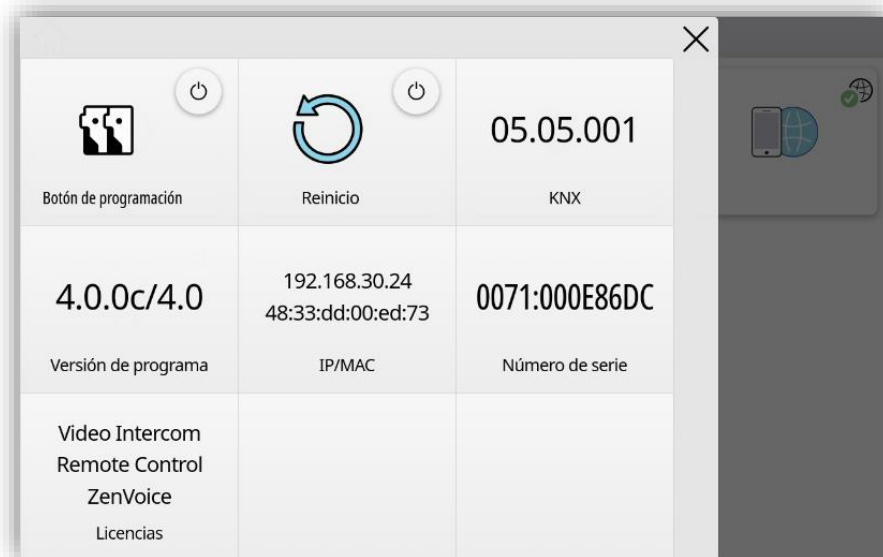 Botón de programación
Reinicio
05.05.001
KNX
4.0.0c/4.0
Versión de programa
192.168.30.24
48:33:dd:00:ed:73
IP/MAC
0071:000E86DC
Número de serie
Video Intercom
Remote Control
ZenVoice
Licencias